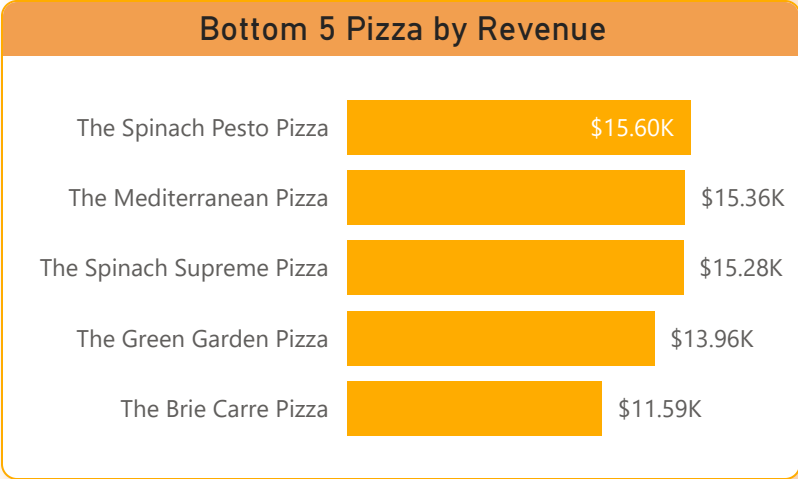 Bottom 5 Pizza by Revenue
The Spinach Pesto Pizza $15.60K
The Mediterranean Pizza $15.36K
The Spinach Supreme Pizza $15.28K
The Green Garden Pizza $13.96K
The Brie Carre Pizza $11.59K